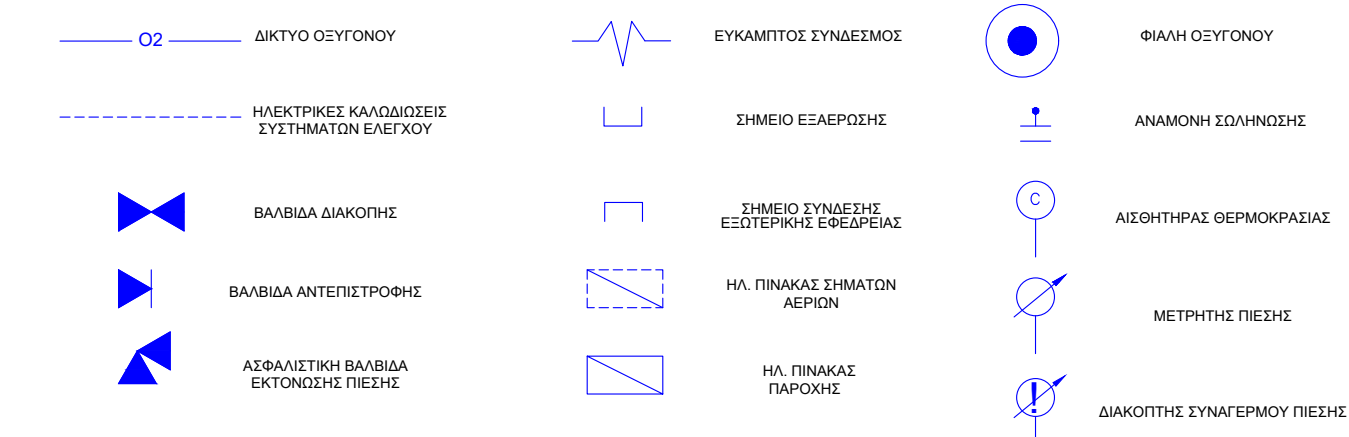 O2
ΔΙΚΤΥΟ ΟΞΥΓΟΝΟΥ
ΗΛΕΚΤΡΙΚΕΣ ΚΑΛΩΔΙΩΣΕΙΣ
ΣΥΣΤΗΜΑΤΩΝ ΕΛΕΓΧΟΥ
ΒΑΛΒΙΔΑ ΔΙΑΚΟΠΗΣ
ΒΑΛΒΙΔΑ ΑΝΤΕΠΙΣΤΡΟΦΗΣ
ΑΣΦΑΛΙΣΤΙΚΗ ΒΑΛΒΙΔΑ
ΕΚΤΟΝΩΣΗΣ ΠΙΕΣΗΣ
ΕΥΚΑΜΠΤΟΣ ΣΥΝΔΕΣΜΟΣ
ΣΗΜΕΙΟ ΕΞΑΕΡΩΣΗΣ
ΣΗΜΕΙΟ ΣΥΝΔΕΣΗΣ
ΕΞΩΤΕΡΙΚΗΣ ΕΦΕΔΡΕΙΑΣ
ΗΛ. ΠΙΝΑΚΑΣ ΣΗΜΑΤΩΝ
ΑΕΡΙΩΝ
ΗΛ. ΠΙΝΑΚΑΣ
ΠΑΡΟΧΗΣ
ΦΙΑΛΗ ΟΞΥΓΟΝΟΥ
ΑΝΑΜΟΝΗ ΣΩΛΗΝΩΣΗΣ
C
ΑΙΣΘΗΤΗΡΑΣ ΘΕΡΜΟΚΡΑΣΙΑΣ
ΜΕΤΡΗΤΗΣ ΠΙΕΣΗΣ
!
ΔΙΑΚΟΠΤΗΣ ΣΥΝΑΓΕΡΜΟΥ ΠΙΕΣΗΣ